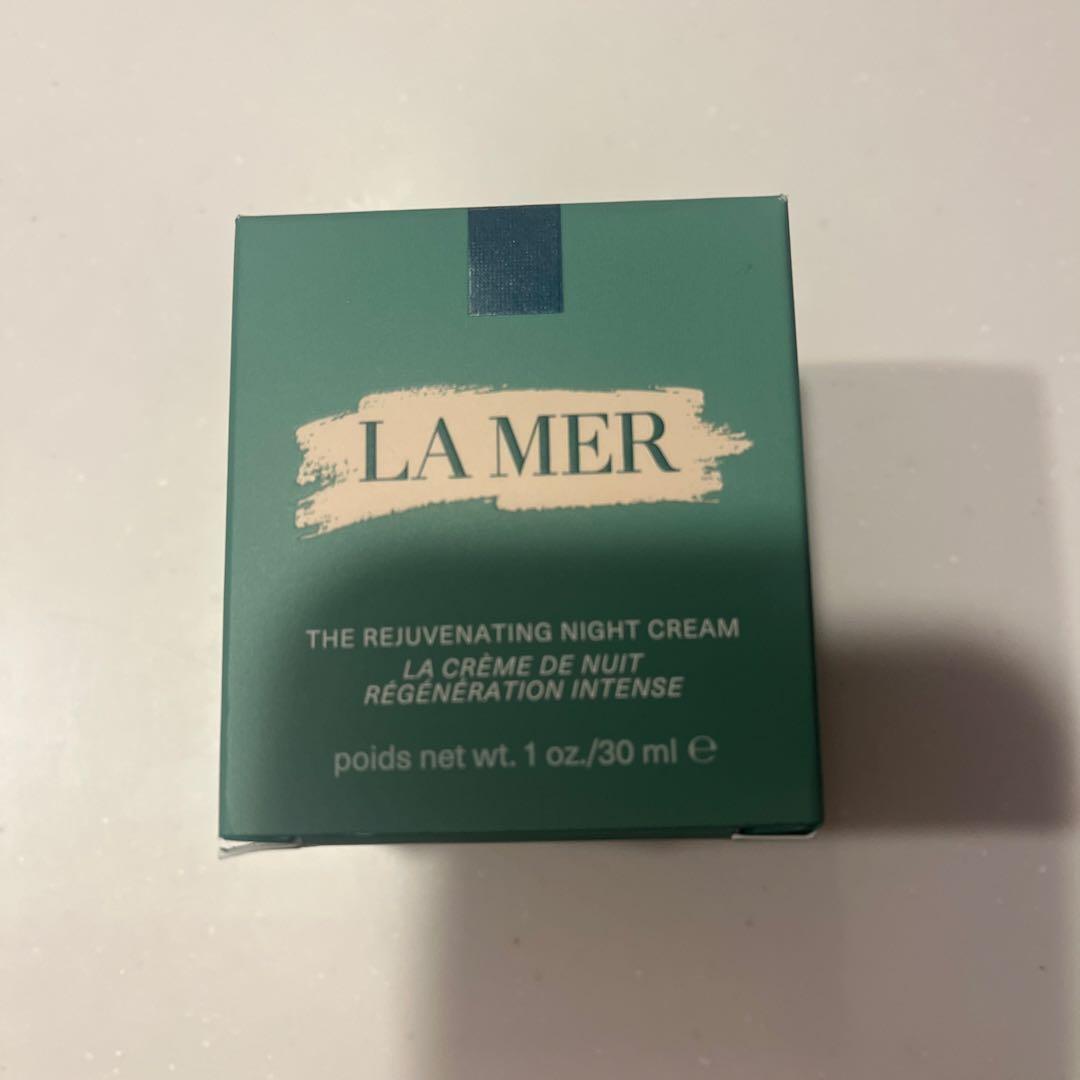 LA MER
THE REJUVENATING NIGHT CREAM
LA CRÈME DE NUIT
RÉGÉNÉRATION INTENSE
poids net wt. 1 oz./30 ml ℮